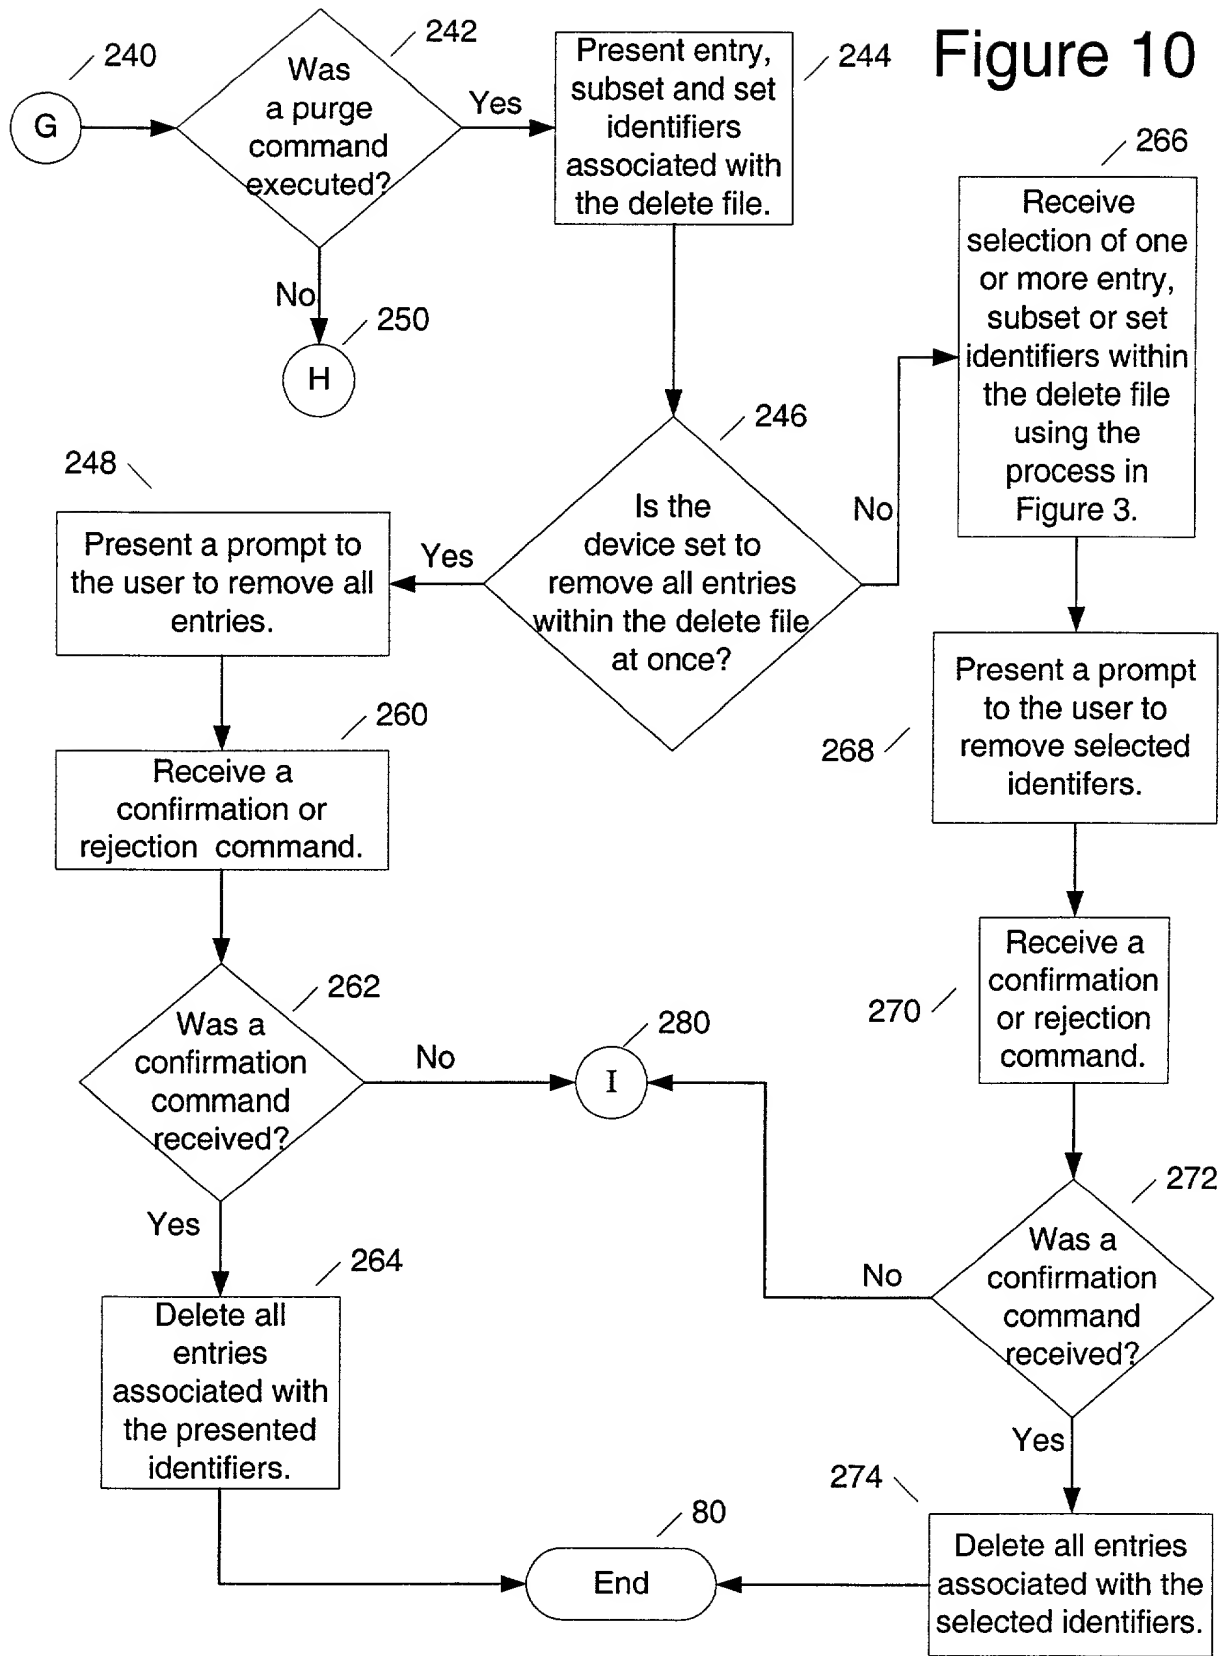 Figure 10
240
G
242
Was
a purge
command
executed?
Yes
244
Present entry,
subset and set
identifiers
associated with
the delete file.
No
250
H
246
Is the
device set to
remove all entries
within the delete file
at once?
Yes
No
248
Present a prompt to
the user to remove all
entries.
260
Receive a
confirmation or
rejection command.
262
Was a
confirmation
command
received?
No
280
I
Yes
264
Delete all
entries
associated with
the presented
identifiers.
266
Receive
selection of one
or more entry,
subset or set
identifiers within
the delete file
using the
process in
Figure 3.
268
Present a prompt
to the user to
remove selected
identifers.
270
Receive a
confirmation
or rejection
command.
272
Was a
confirmation
command
received?
No
Yes
274
Delete all entries
associated with the
selected identifiers.
80
End